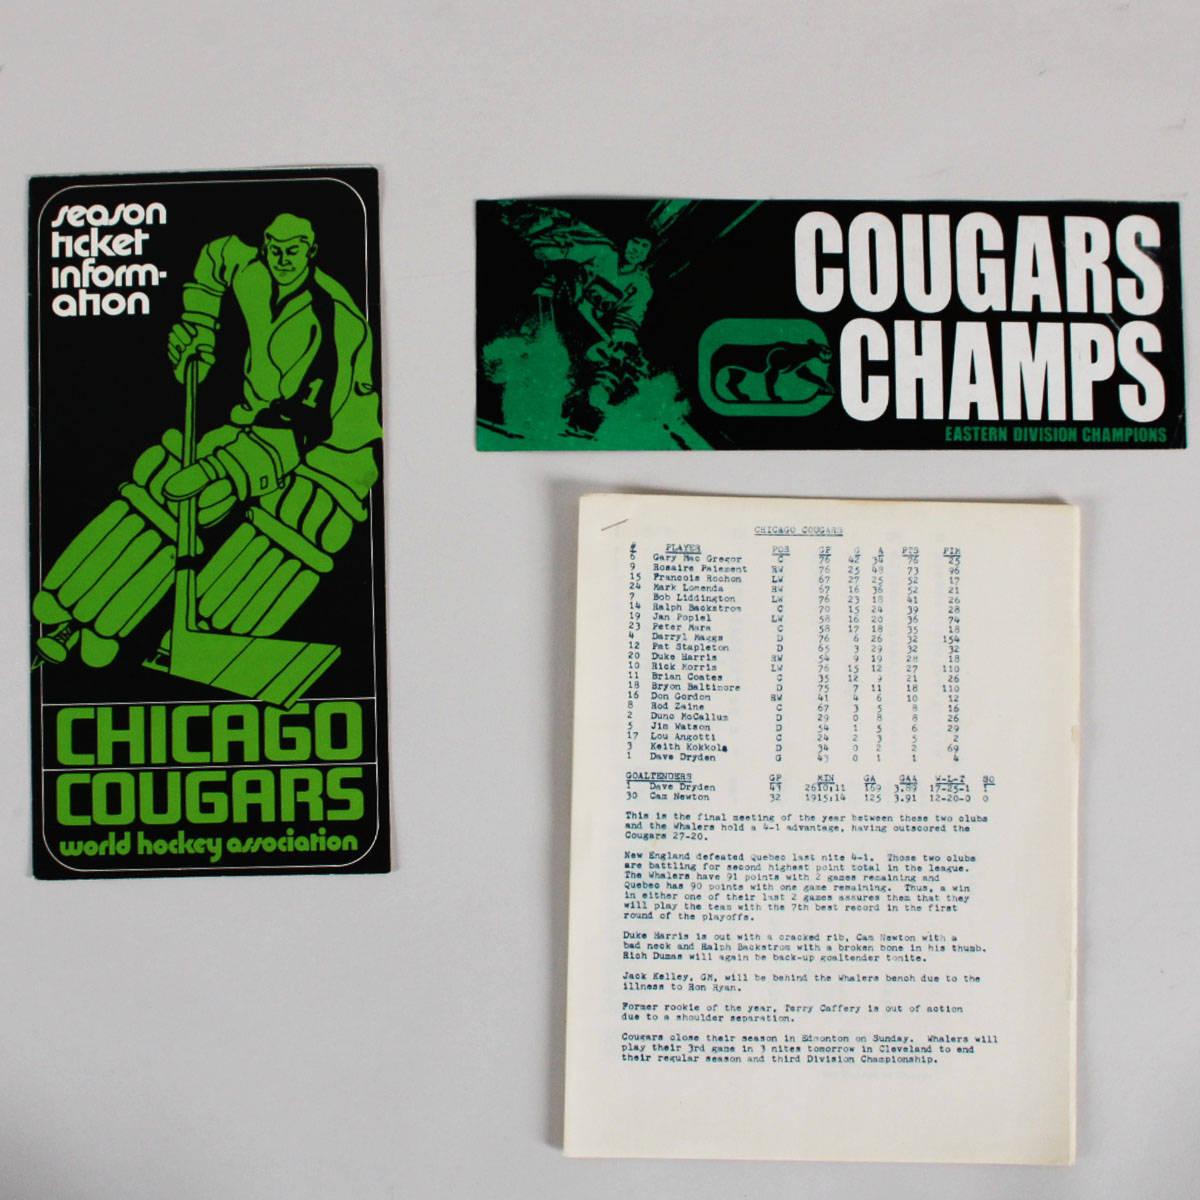 season
ticket
inform-
ation
1
CHICAGO
COUGARS
world hockey association
COUGARS
CHAMPS
EASTERN DIVISION CHAMPIONS
CHICAGO COUGARS
# PLAYER POS GP G A PTS PIM
6 Gary Mac Gregor C 76 42 34 76 25
9 Rosaire Paiement RW 76 25 48 73 96
15 Francois Rochon LW 67 27 25 52 17
24 Mark Lomenda RW 67 16 36 52 21
7 Bob Liddington LW 76 23 18 41 26
14 Ralph Backstrom C 70 15 24 39 28
19 Jan Popiel LW 58 16 20 36 74
23 Peter Mara C 58 17 18 35 18
4 Darryl Maggs D 76 6 26 32 154
12 Pat Stapleton D 65 3 29 32 32
20 Duke Harris RW 54 9 19 28 18
10 Rick Morris LW 76 15 12 27 110
11 Brian Coates C 35 12 9 21 26
18 Bryon Baltimore D 75 7 11 18 110
16 Don Gordon RW 41 4 6 10 12
8 Rod Zaine C 67 3 5 8 16
2 Dunc McCallum D 29 0 8 8 26
5 Jim Watson D 54 1 5 6 29
17 Lou Angotti C 24 2 3 5 2
3 Keith Kokkola D 34 0 2 2 69
1 Dave Dryden G 43 0 1 1 4
GOALTENDERS GP MIN GA GAA W-L-T SO
1 Dave Dryden 43 2610:11 169 3.89 17-25-1 1
30 Cam Newton 32 1915:14 125 3.91 12-20-0 0
This is the final meeting of the year between these two clubs
and the Whalers hold a 4-1 advantage, having outscored the
Cougars 27-20.
New England defeated Quebec last nite 4-1. Those two clubs
are battling for second highest point total in the league.
The Whalers have 91 points with 2 games remaining and
Quebec has 90 points with one game remaining. Thus, a win
in either one of their last 2 games assures them that they
will play the team with the 7th best record in the first
round of the playoffs.
Duke Harris is out with a cracked rib, Cam Newton with a
bad neck and Ralph Backstrom with a broken bone in his thumb.
Rich Dumas will again be back-up goaltender tonite.
Jack Kelley, GM, will be behind the Whalers bench due to the
illness to Ron Ryan.
Former rookie of the year, Terry Caffery is out of action
due to a shoulder separation.
Cougars close their season in Edmonton on Sunday. Whalers will
play their 3rd game in 3 nites tomorrow in Cleveland to end
their regular season and third Division Championship.